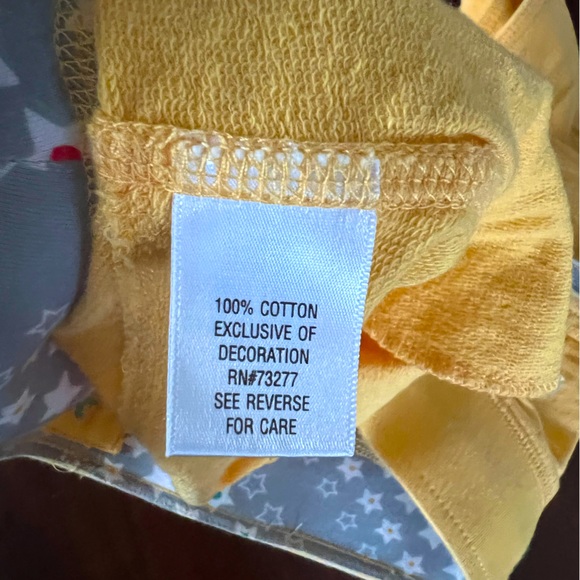 100% COTTON
EXCLUSIVE OF
DECORATION
RN#73277
SEE REVERSE
FOR CARE